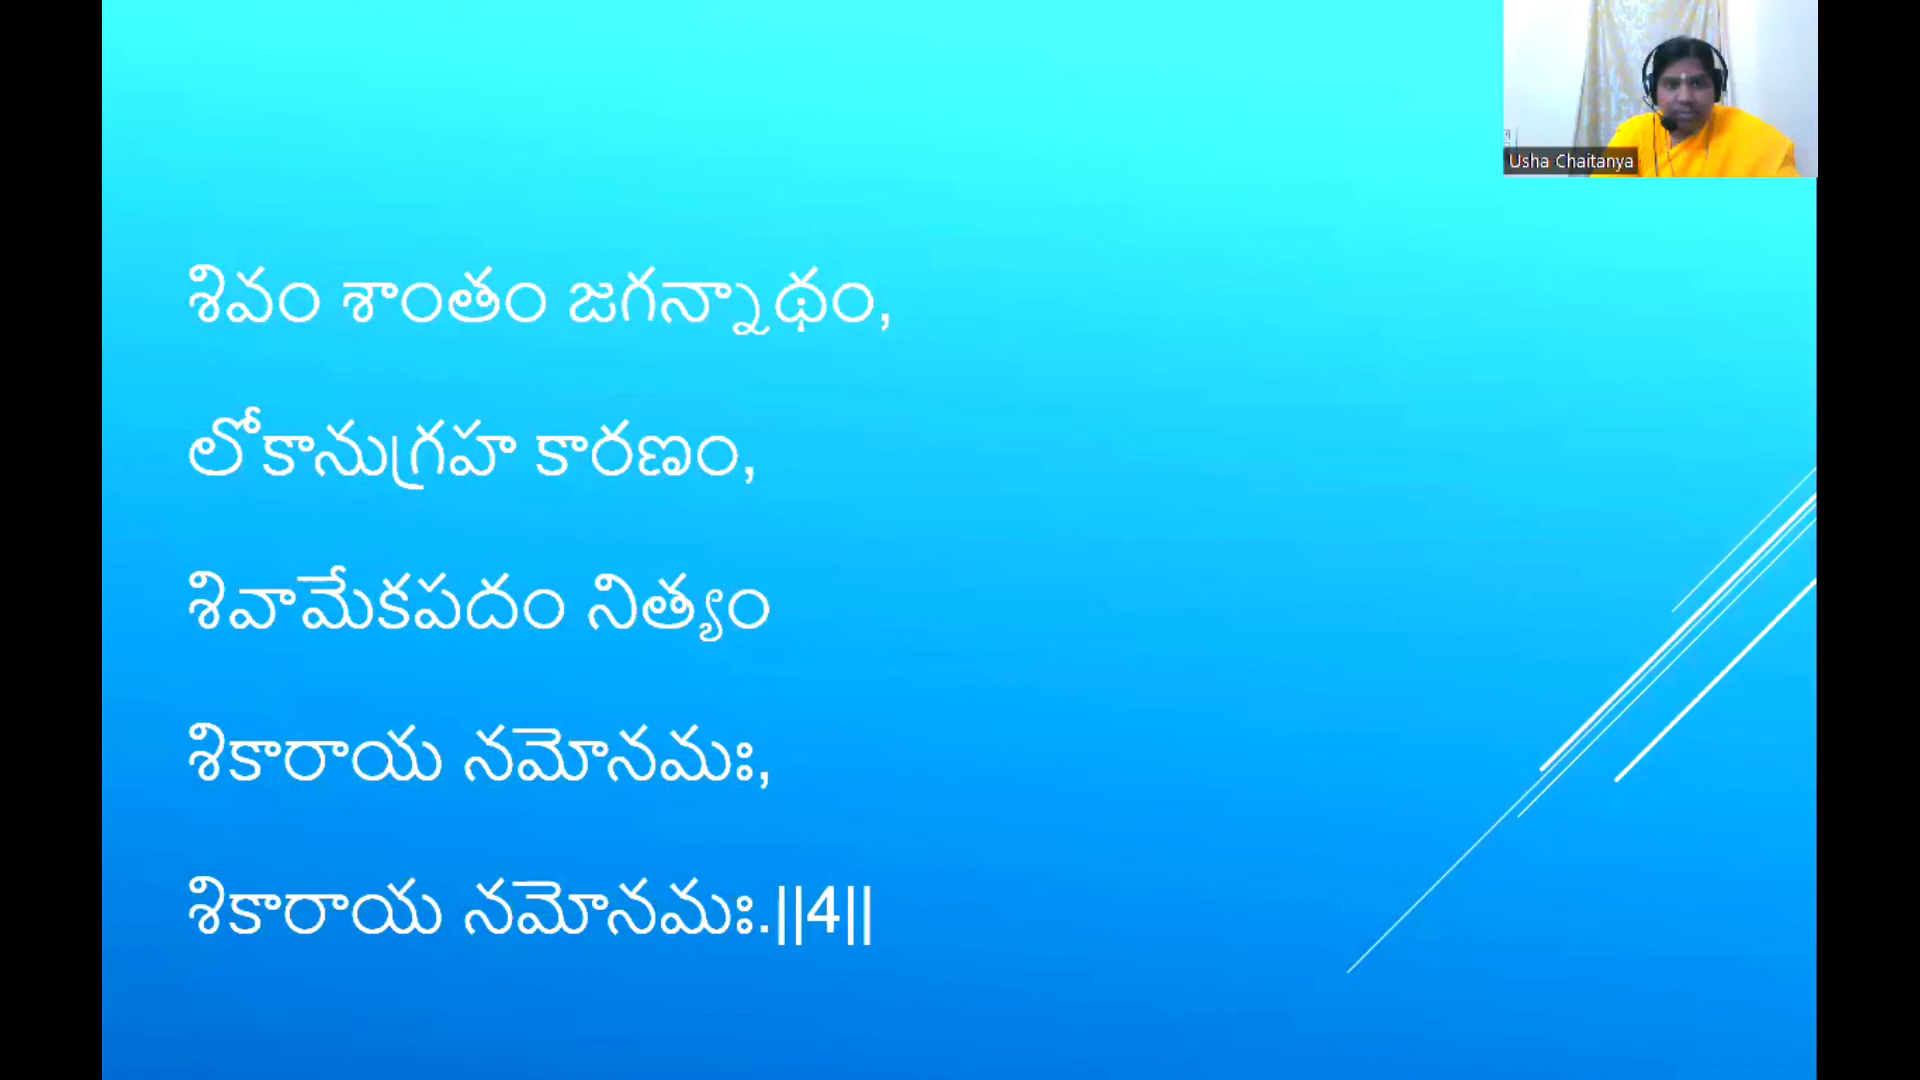 Usha Chaitanya
శివం శాంతం జగన్నాథం,
లోకానుగ్రహ కారణం,
శివామేకపదం నిత్యం
శికారాయ నమోనమః,
శికారాయ నమోనమః.||4||